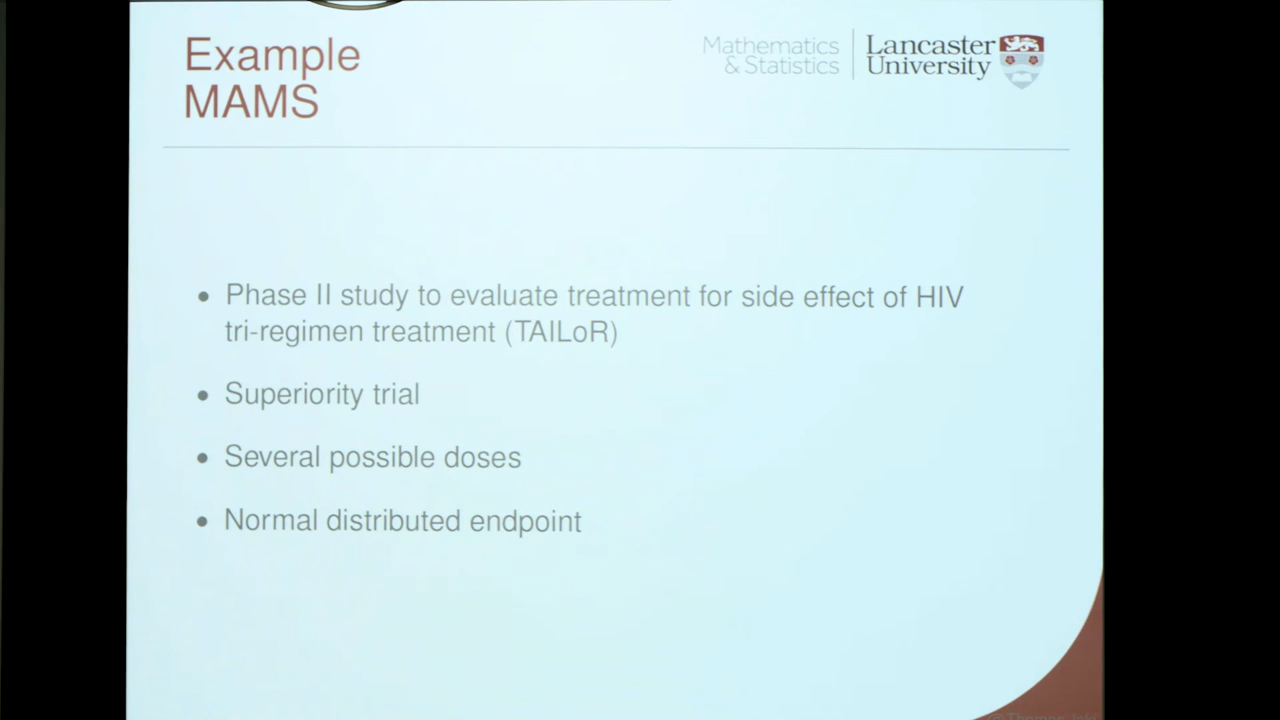 Example
MAMS
Mathematics
& Statistics
Lancaster
University
• Phase II study to evaluate treatment for side effect of HIV
tri-regimen treatment (TAILoR)
• Superiority trial
• Several possible doses
• Normal distributed endpoint